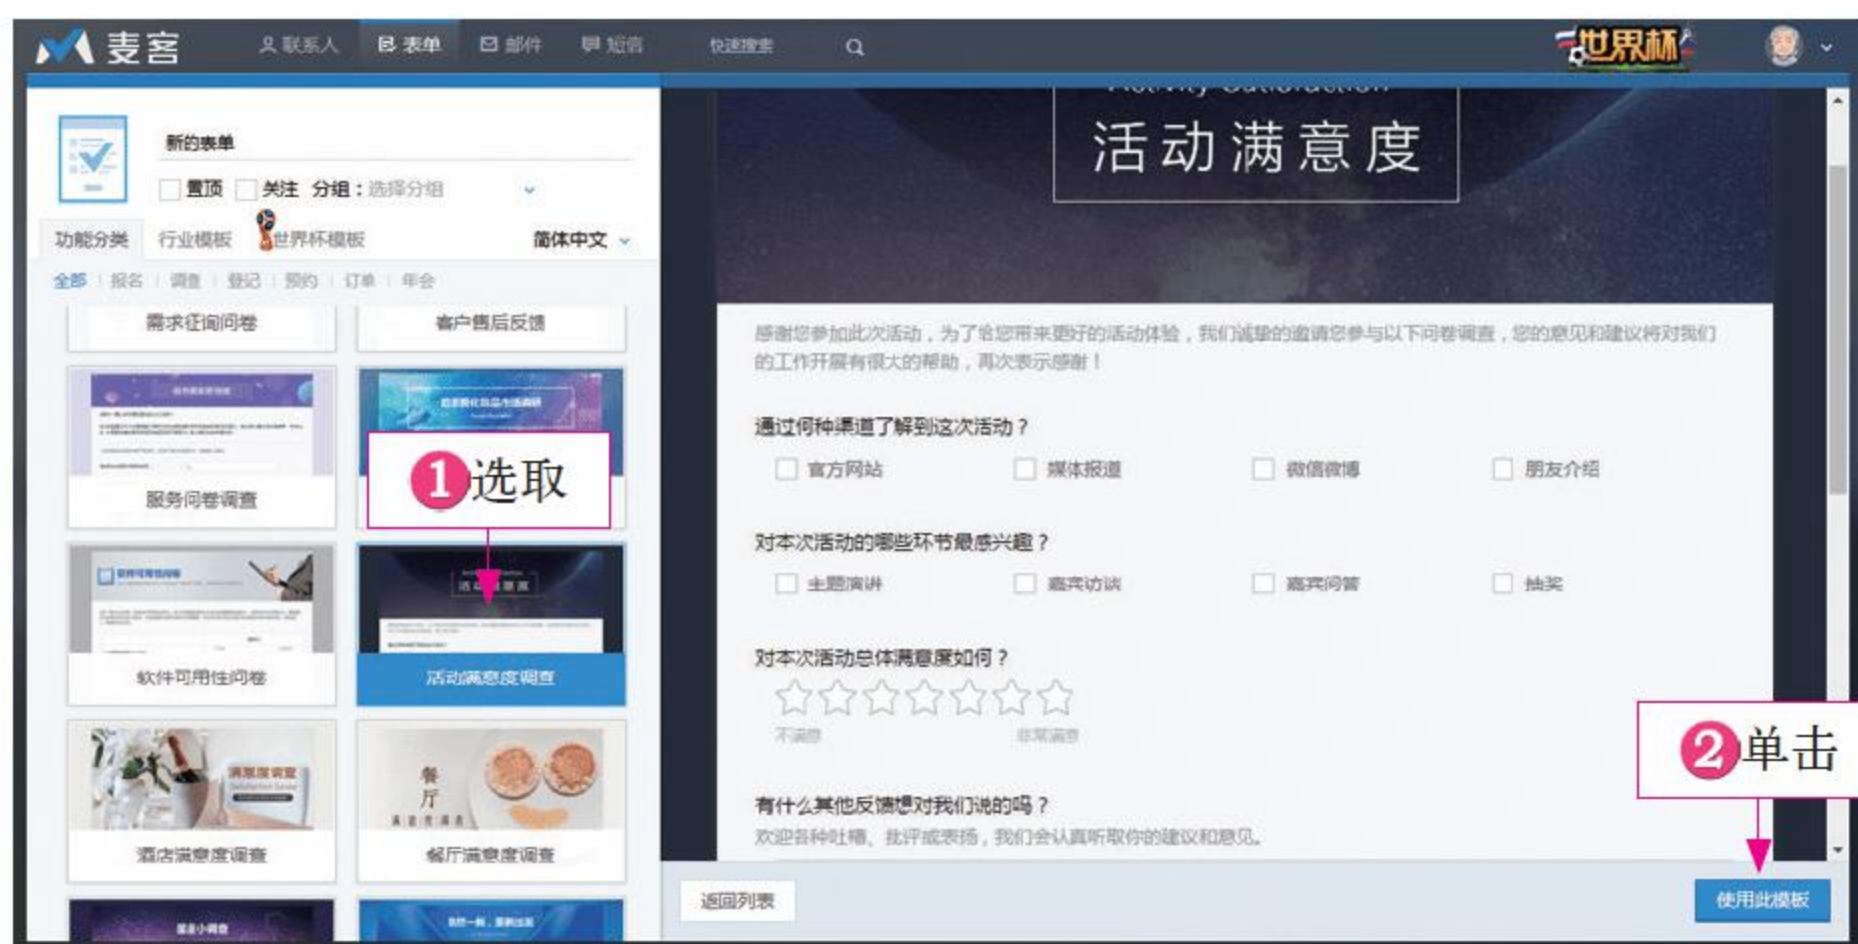 麦客 联系人 表单 邮件 短信 快速搜索 世界杯
新的表单
置顶 关注 分组：选择分组
功能分类 行业模板 世界杯模板 简体中文
全部 报名 调查 登记 预约 订单 年会
需求征询问卷 客户售后反馈
服务问卷调查
1选取
软件可用性问卷
活动满意度
活动满意度调查
满意度调查
酒店满意度调查
餐厅
餐厅满意度调查
活动满意度
感谢您参加此次活动，为了给您带来更好的活动体验，我们诚挚的邀请您参与以下问卷调查，您的意见和建议将对我们
的工作开展有很大的帮助，再次表示感谢！
通过何种渠道了解到这次活动？
官方网站 媒体报道 微信微博 朋友介绍
对本次活动的哪些环节最感兴趣？
主题演讲 嘉宾访谈 嘉宾问答 抽奖
对本次活动总体满意度如何？
不满意 非常满意
有什么其他反馈想对我们说的吗？
欢迎各种吐槽、批评或表扬，我们会认真听取你的建议和意见。
2单击
返回列表 使用此模板